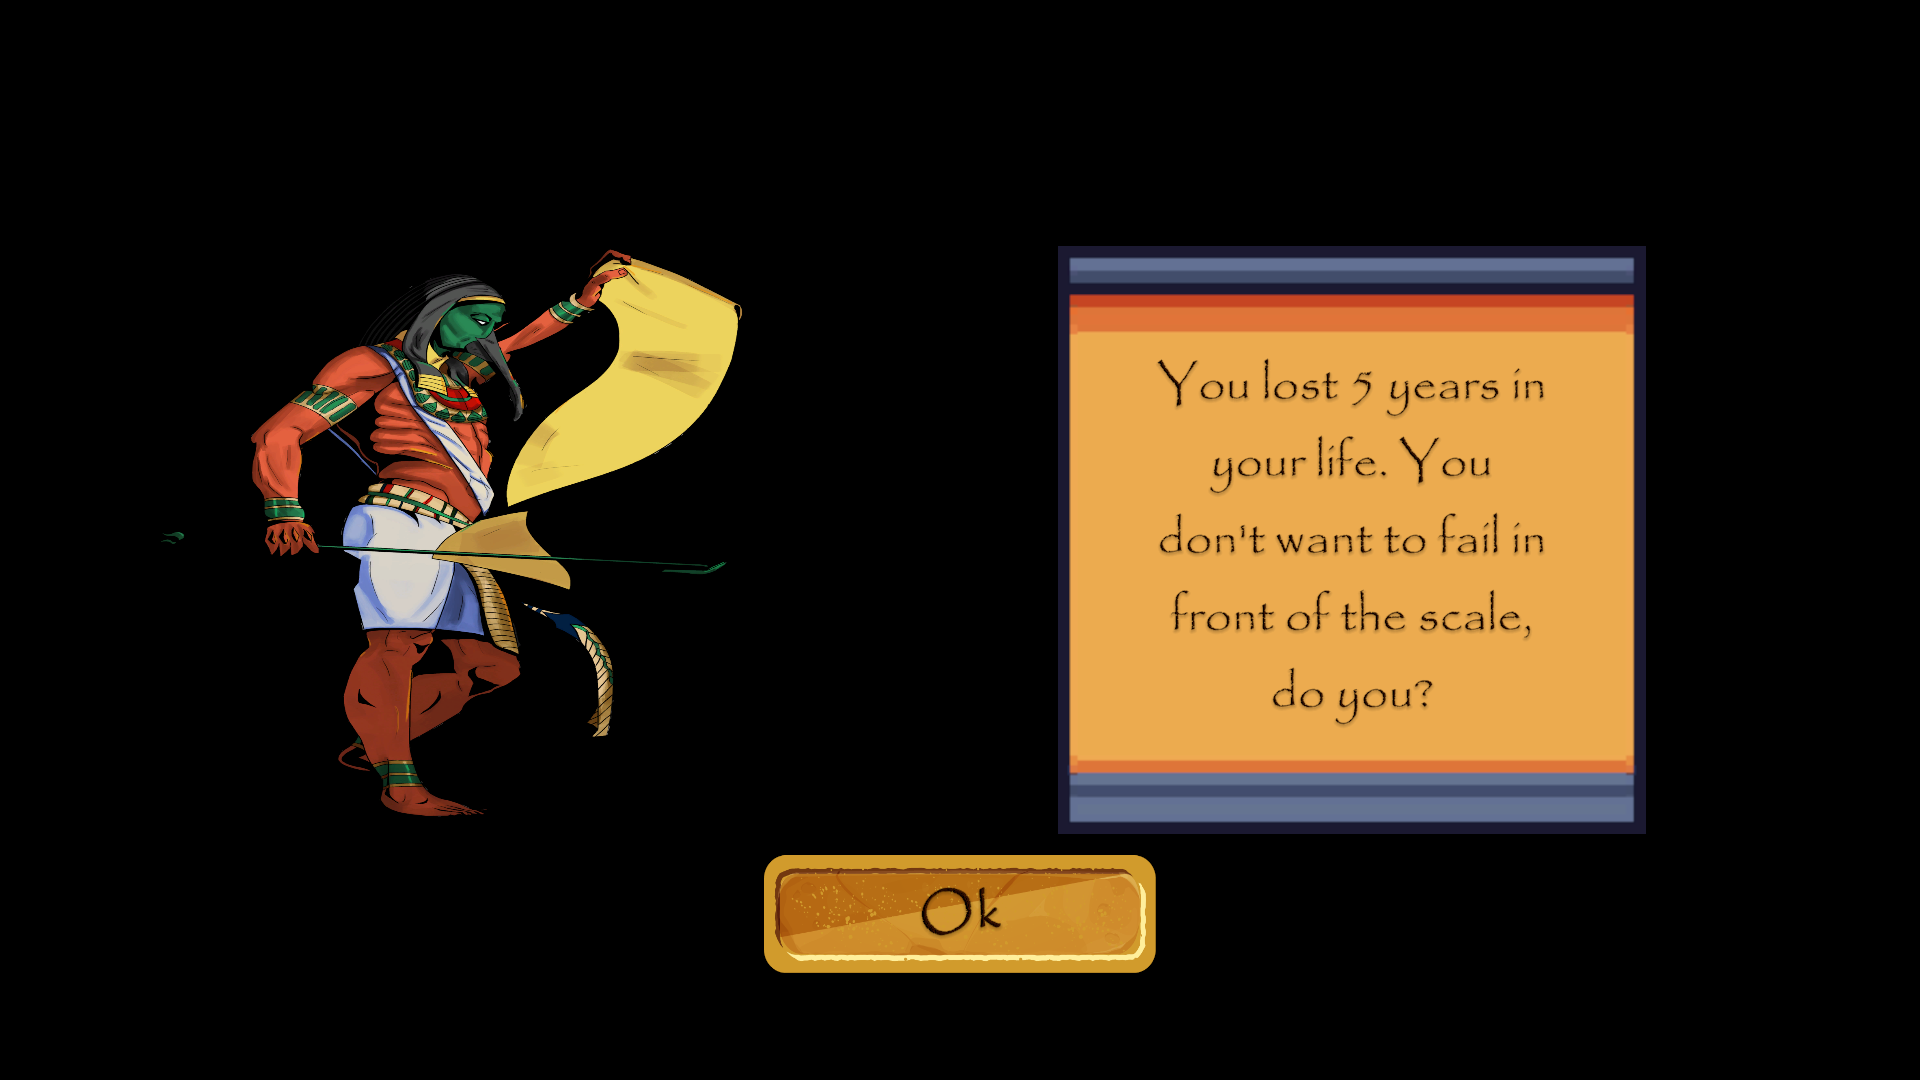 You lost 5 years in
your life. You
don't want to fail in
front of the scale,
do you?
Ok